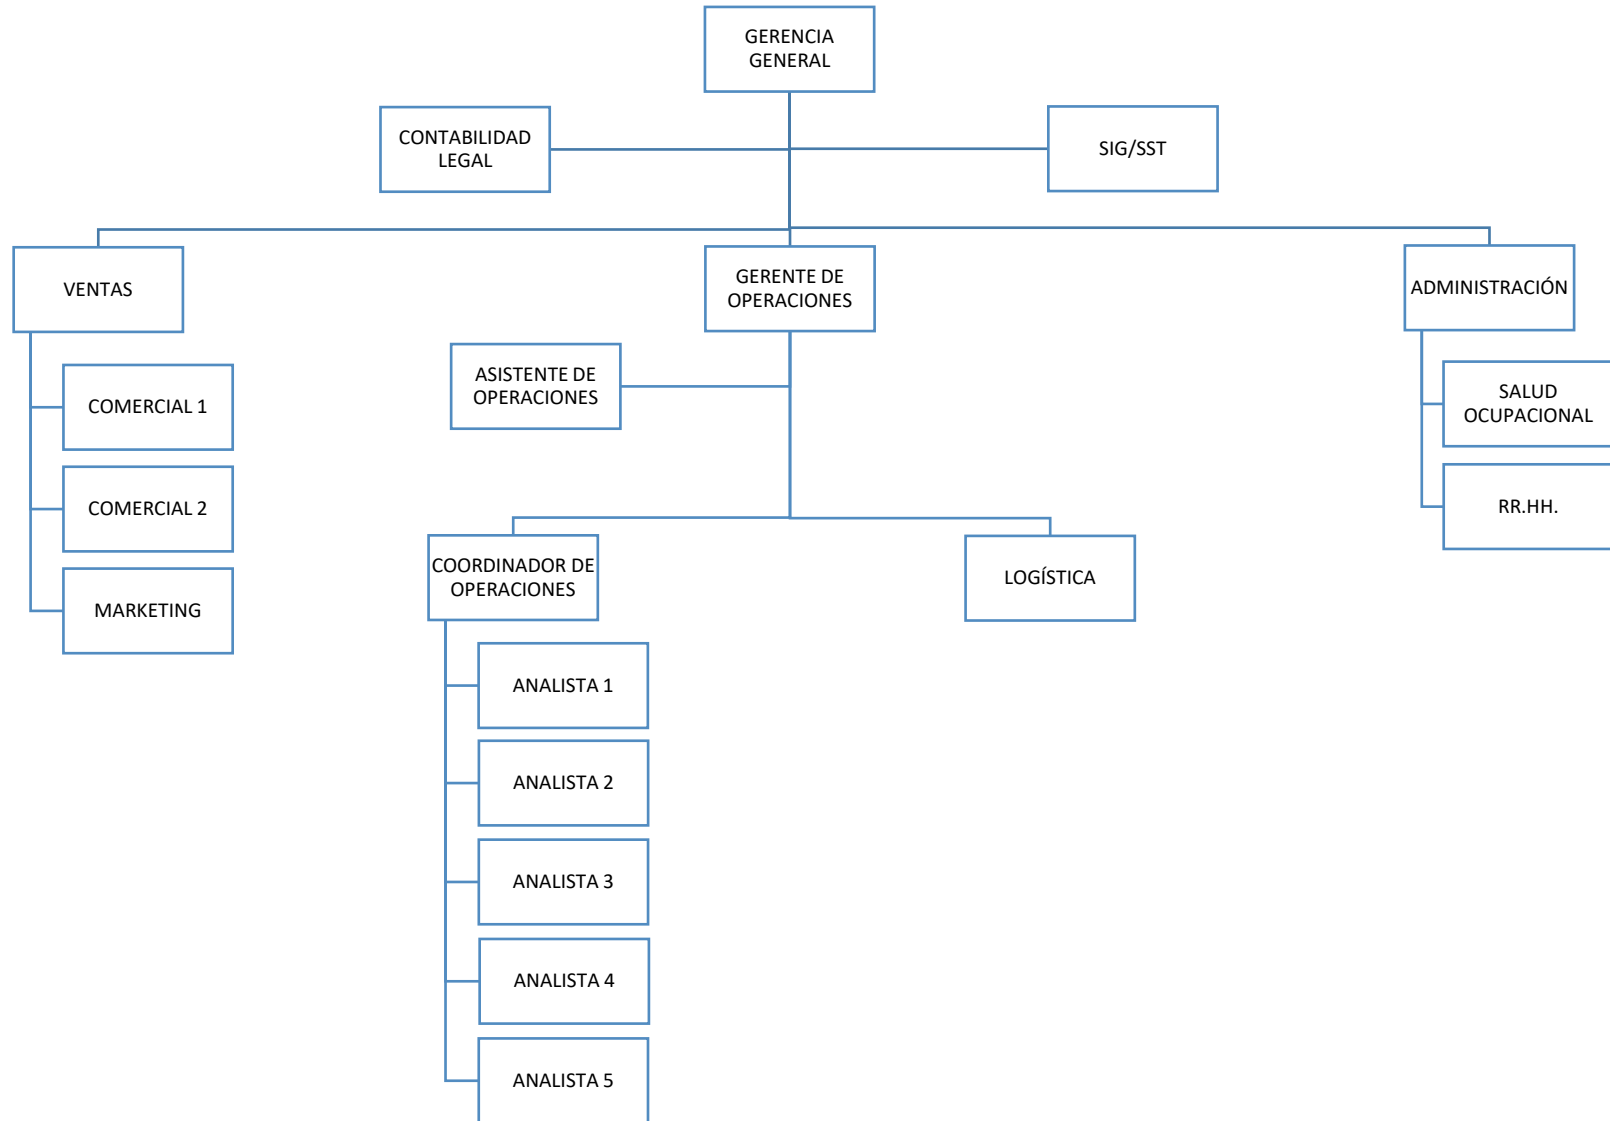 GERENCIA
GENERAL
CONTABILIDAD
LEGAL
SIG/SST
VENTAS
GERENTE DE
OPERACIONES
ADMINISTRACIÓN
COMERCIAL 1
COMERCIAL 2
MARKETING
ASISTENTE DE
OPERACIONES
SALUD
OCUPACIONAL
RR.HH.
COORDINADOR DE
OPERACIONES
LOGÍSTICA
ANALISTA 1
ANALISTA 2
ANALISTA 3
ANALISTA 4
ANALISTA 5